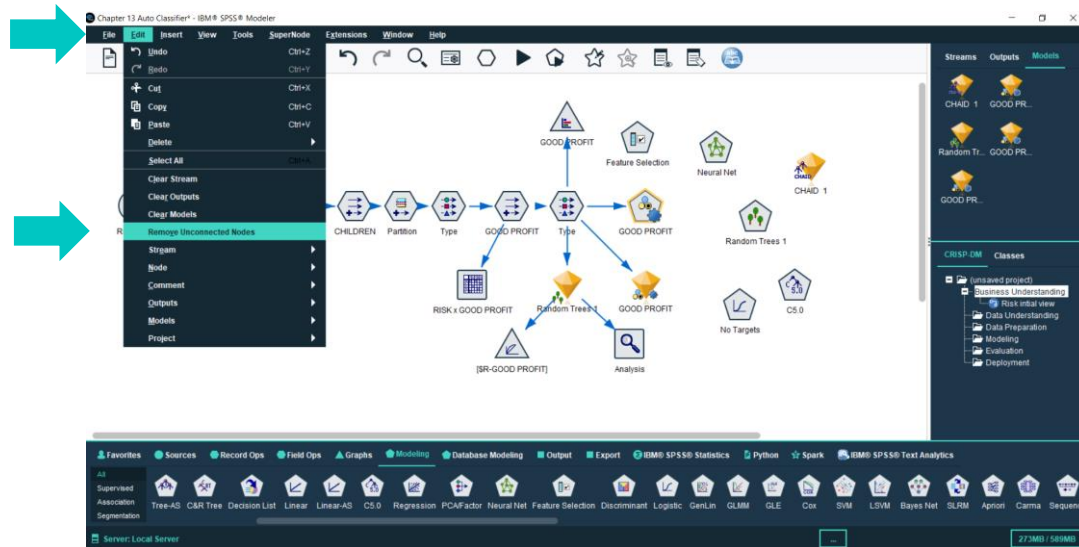 Chapter 13 Auto Classifier* - IBM® SPSS® Modeler
File Edit Insert View Tools SuperNode Extensions Window Help
Undo Ctrl+Z
Redo Ctrl+Y
Cut Ctrl+X
Copy Ctrl+C
Paste Ctrl+V
Delete
Select All Ctrl+A
Clear Stream
Clear Outputs
Clear Models
Remove Unconnected Nodes
Stream
Node
Comment
Outputs
Models
Project
GOOD PROFIT
Feature Selection
Neural Net
CHAID 1
R
CHILDREN Partition Type GOOD PROFIT Type GOOD PROFIT
Random Trees 1
RISK x GOOD PROFIT Random Trees 1 GOOD PROFIT
No Targets
C5.0
[$R-GOOD PROFIT] Analysis
Streams Outputs Models
CHAID 1 GOOD PR...
Random Tr... GOOD PR...
GOOD PR...
CRISP-DM Classes
(unsaved project)
Business Understanding
Risk intial view
Data Understanding
Data Preparation
Modeling
Evaluation
Deployment
Favorites Sources Record Ops Field Ops Graphs Modeling Database Modeling Output Export IBM® SPSS® Statistics Python Spark IBM® SPSS® Text Analytics
All
Supervised
Association
Segmentation
Tree-AS C&R Tree Decision List Linear Linear-AS C5.0 Regression PCA/Factor Neural Net Feature Selection Discriminant Logistic GenLin GLMM GLE Cox SVM LSVM Bayes Net SLRM Apriori Carma Sequenc
Server: Local Server ... 273MB / 589MB